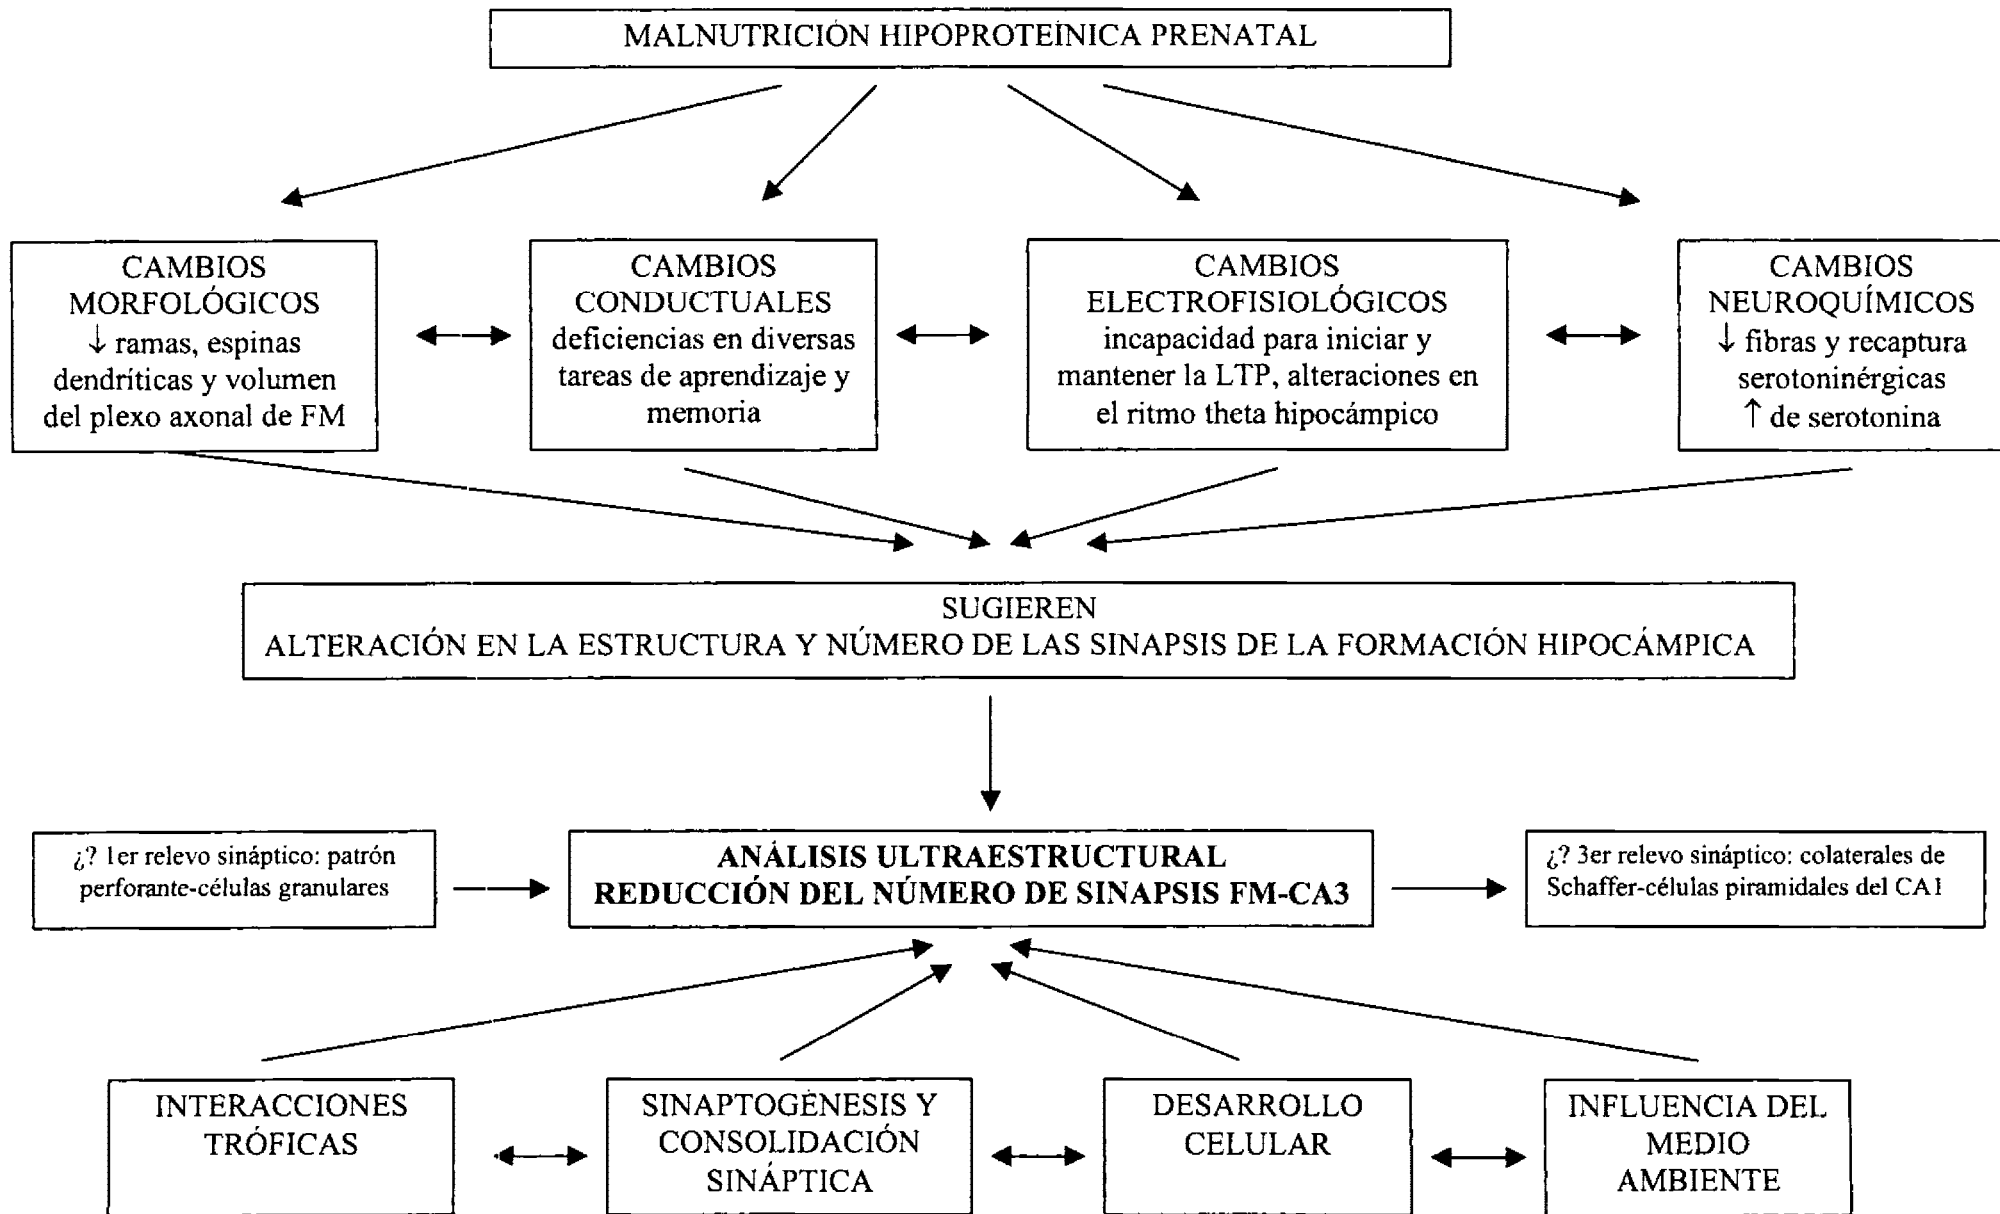 MALNUTRICIÓN HIPOPROTEÍNICA PRENATAL
CAMBIOS
MORFOLÓGICOS
↓ ramas, espinas
dendríticas y volumen
del plexo axonal de FM
CAMBIOS
CONDUCTUALES
deficiencias en diversas
tareas de aprendizaje y
memoria
CAMBIOS
ELECTROFISIOLÓGICOS
incapacidad para iniciar y
mantener la LTP, alteraciones en
el ritmo theta hipocámpico
CAMBIOS
NEUROQUÍMICOS
↓ fibras y recaptura
serotoninérgicas
↑ de serotonina
SUGIEREN
ALTERACIÓN EN LA ESTRUCTURA Y NÚMERO DE LAS SINAPSIS DE LA FORMACIÓN HIPOCÁMPICA
¿? 1er relevo sináptico: patrón
perforante-células granulares
ANÁLISIS ULTRAESTRUCTURAL
REDUCCIÓN DEL NÚMERO DE SINAPSIS FM-CA3
¿? 3er relevo sináptico: colaterales de
Schaffer-células piramidales del CA1
INTERACCIONES
TRÓFICAS
SINAPTOGÉNESIS Y
CONSOLIDACIÓN
SINÁPTICA
DESARROLLO
CELULAR
INFLUENCIA DEL
MEDIO
AMBIENTE